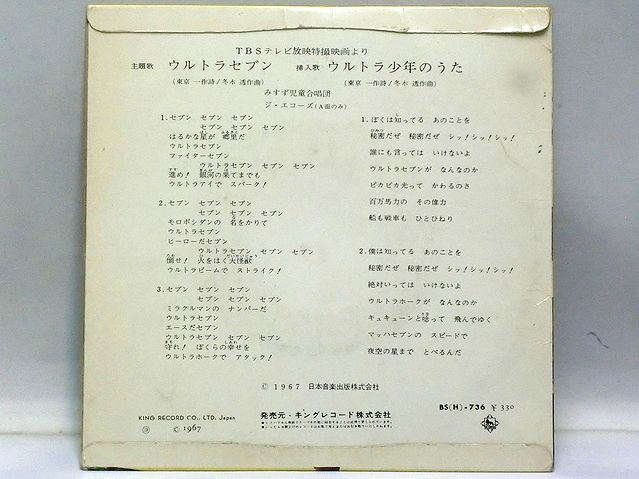 TBSテレビ放映特撮映画より
主題歌 ウルトラセブン 挿入歌 ウルトラ少年のうた
(東京 一作詩/冬木 透作曲) (東京 一作詩/冬木 透作曲)
みすず児童合唱団
ジ・エコーズ(A面のみ)
1.セブン セブン セブン
セブン セブン セブン
はるかな星が 郷里だ
ウルトラセブン
ファイターセブン
ウルトラセブン セブン セブン
進め! 銀河の果てまでも
ウルトラアイで スパーク!
2.セブン セブン セブン
セブン セブン セブン
モロボシダンの 名をかりて
ウルトラセブン
ヒーローだセブン
ウルトラセブン セブン セブン
倒せ! 火をはく大怪獣
ウルトラビームで ストライク!
3.セブン セブン セブン
セブン セブン セブン
ミラクルマンの ナンバーだ
ウルトラセブン
エースだセブン
ウルトラセブン セブン セブン
守れ! ぼくらの幸せを
ウルトラホークで アタック!
1.ぼくは知ってる あのことを
秘密だぜ 秘密だぜ シッ!シッ!シッ!
誰にも言っては いけないよ
ウルトラセブンが なんなのか
ピカピカ光って かわるのさ
百万馬力の その偉力
船も戦車も ひとひねり
2.僕は知ってる あのことを
秘密だぜ 秘密だぜ シッ!シッ!シッ!
絶対いっては いけないよ
ウルトラホークが なんなのか
キュキューンと唸って 飛んでゆく
マッハセブンの スピードで
夜空の星まで とべるんだ
© 1967 日本音楽出版株式会社
KING RECORD CO., LTD. Japan
℗ © 1967
発売元・キングレコード株式会社
BS(H)-736 ¥330